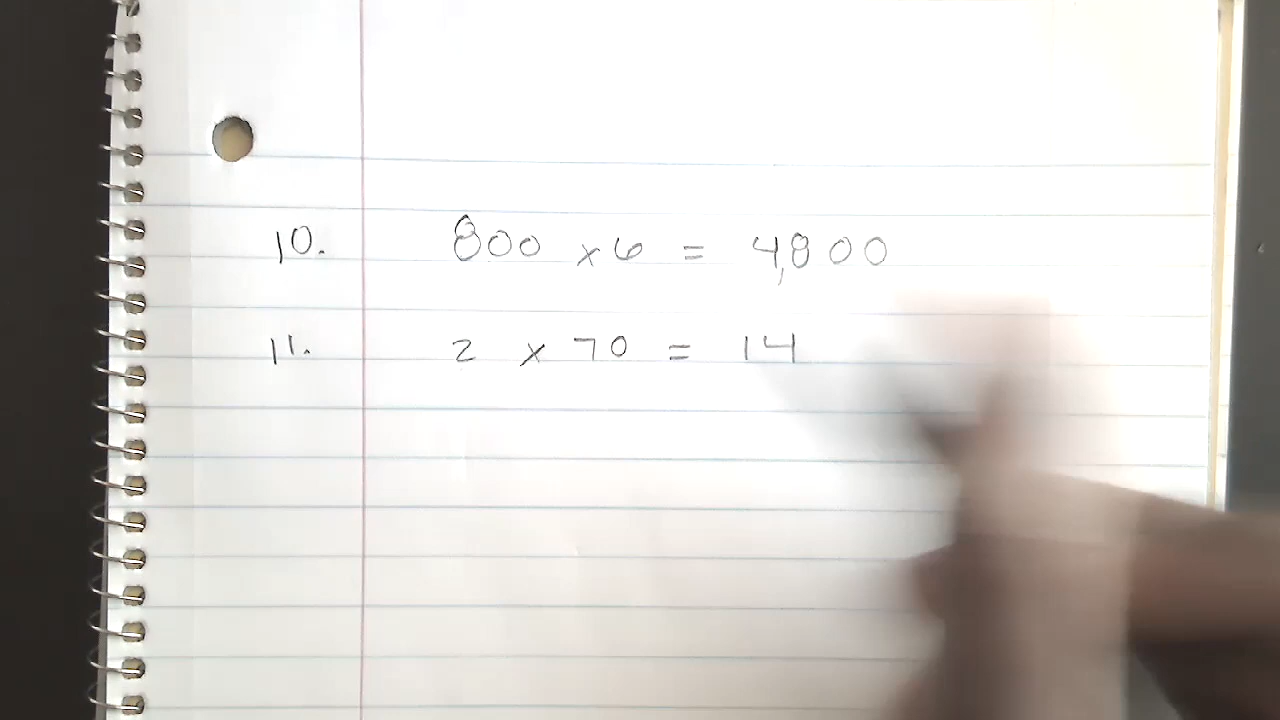 10. 800 x 6 = 4,800
11. 2 x 70 = 14